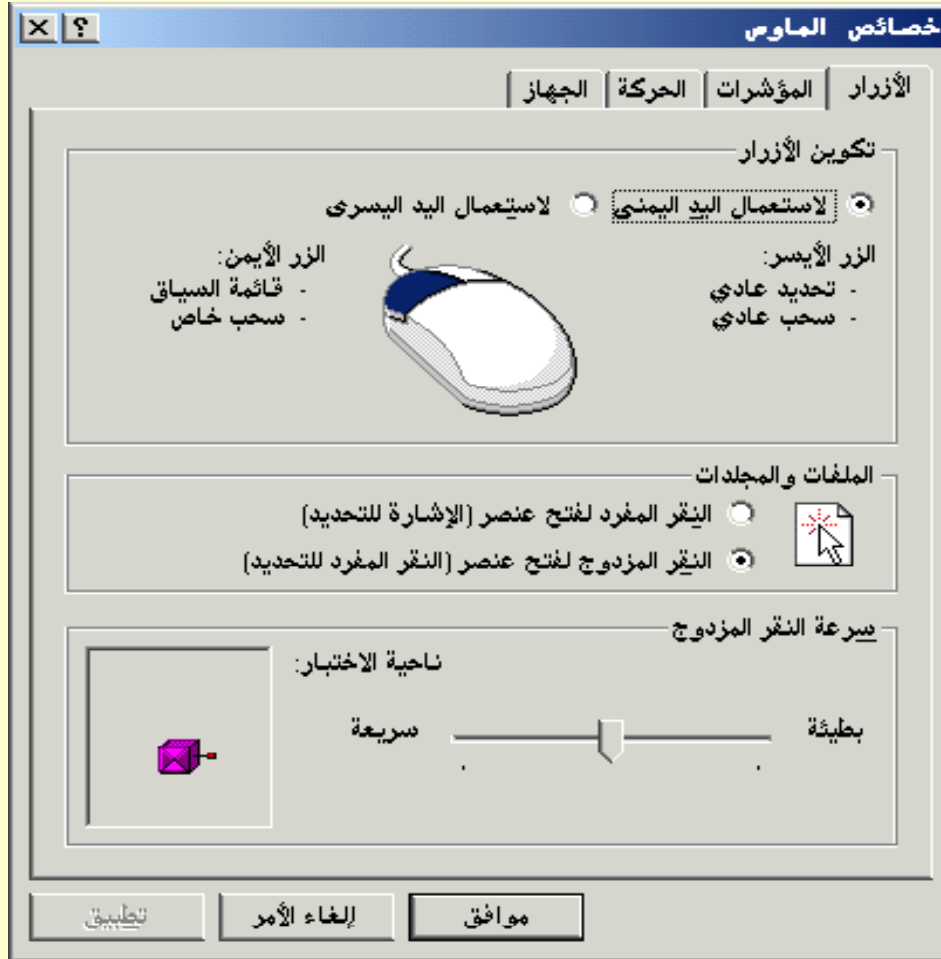 خصائص الماوس
الأزرار المؤشرات الحركة الجهاز
تكوين الأزرار
لاستعمال اليد اليمنى لاستعمال اليد اليسرى
الزر الأيسر: الزر الأيمن:
- تحديد عادي - قائمة السياق
- سحب عادي - سحب خاص
الملفات والمجلدات
النقر المفرد لفتح عنصر (الإشارة للتحديد)
النقر المزدوج لفتح عنصر (النقر المفرد للتحديد)
سرعة النقر المزدوج
ناحية الاختبار:
بطيئة سريعة
موافق إلغاء الأمر تطبيق